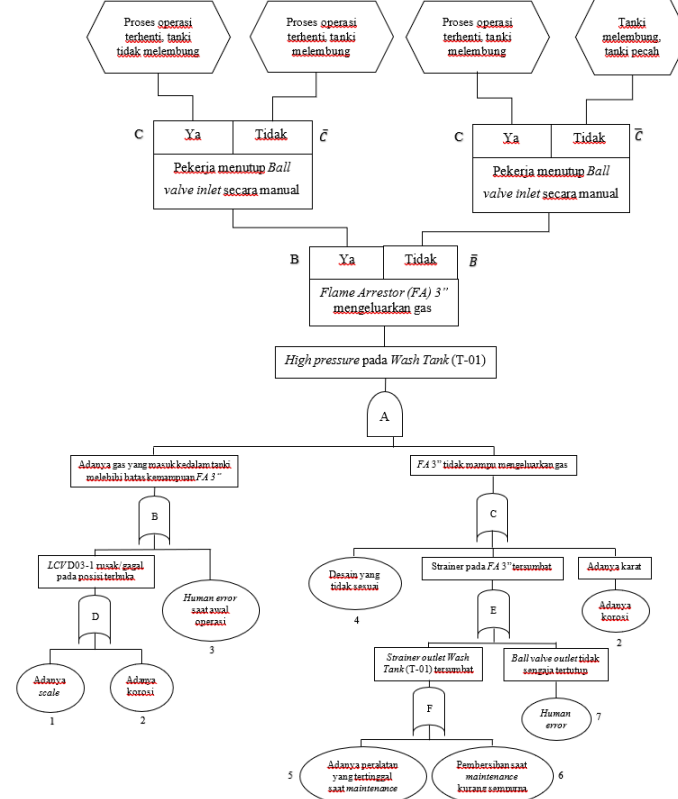 Proses operasi
terhenti, tanki
tidak melembung
Proses operasi
terhenti, tanki
melembung
Proses operasi
terhenti, tanki
melembung
Tanki
melembung,
tanki pecah
C
Ya
Tidak
C̄
Pekerja menutup Ball
valve inlet secara manual
C
Ya
Tidak
C̄
Pekerja menutup Ball
valve inlet secara manual
B
Ya
Tidak
B̄
Flame Arrestor (FA) 3”
mengeluarkan gas
High pressure pada Wash Tank (T-01)
A
Adanya gas yang masuk kedalam tanki
melebihi batas kemampuan FA 3”
FA 3” tidak mampu mengeluarkan gas
B
C
LCVD03-1 rusak/gagal
pada posisi terbuka
Human error
saat awal
operasi
3
Desain yang
tidak sesuai
4
Strainer pada FA 3” tersumbat
Adanya karat
Adanya
korosi
2
D
E
Adanya
scale
1
Adanya
korosi
2
Strainer outlet Wash
Tank (T-01) tersumbat
Ball valve outlet tidak
sengaja tertutup
F
Human
error
7
5
Adanya peralatan
yang tertinggal
saat maintenance
Pembersihan saat
maintenance
kurang sempurna
6